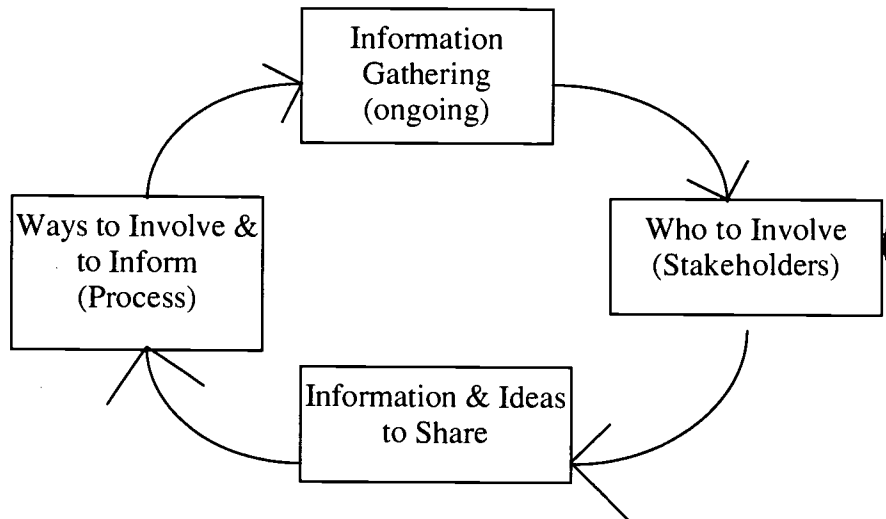 Information
Gathering
(ongoing)
Who to Involve
(Stakeholders)
Information & Ideas
to Share
Ways to Involve &
to Inform
(Process)